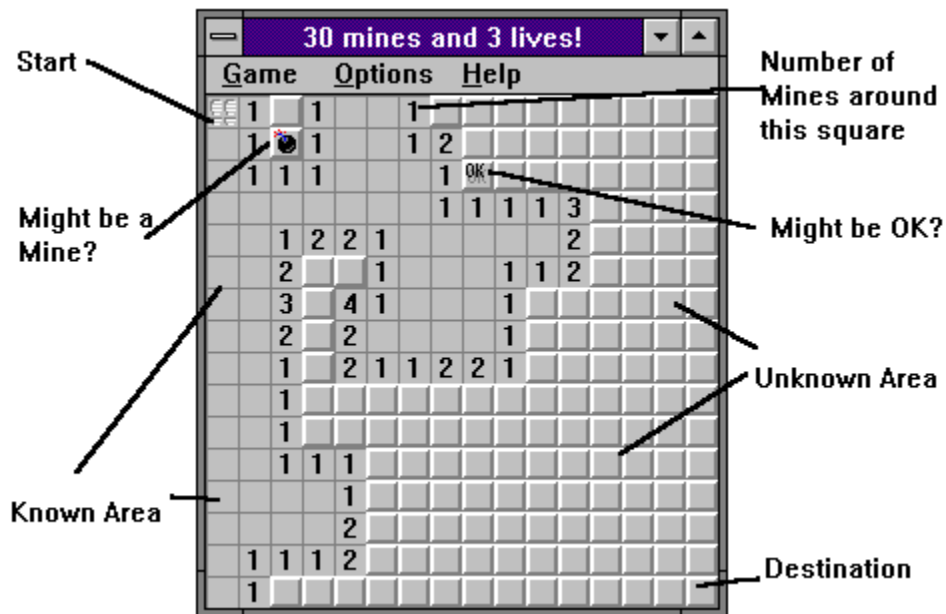 30 mines and 3 lives!
Game Options Help
Start
Number of
Mines around
this square
1 1 1
1 1 1 2
1 1 1 1 OK
1 1 1 1 3
Might be a
Mine?
Might be OK?
1 2 2 1 2
2 1 1 1 2
3 4 1 1
2 2 1
1 2 1 1 2 2 1
Unknown Area
1
1
1 1 1
Known Area
1
2
1 1 1 2
Destination
1